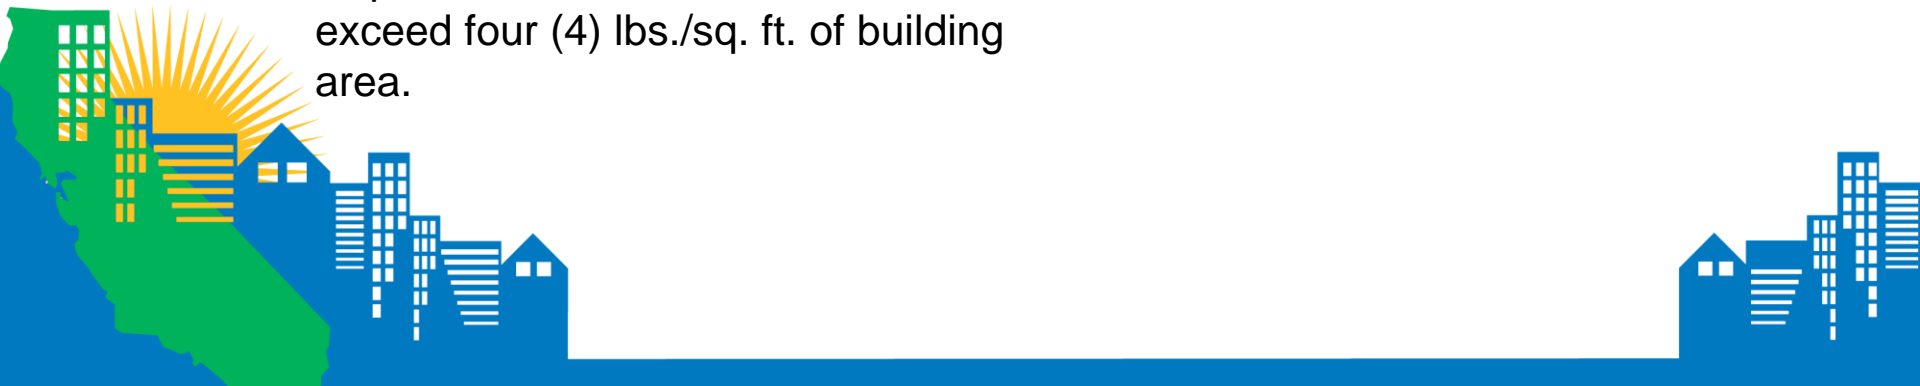 exceed four (4) lbs./sq. ft. of building
area.